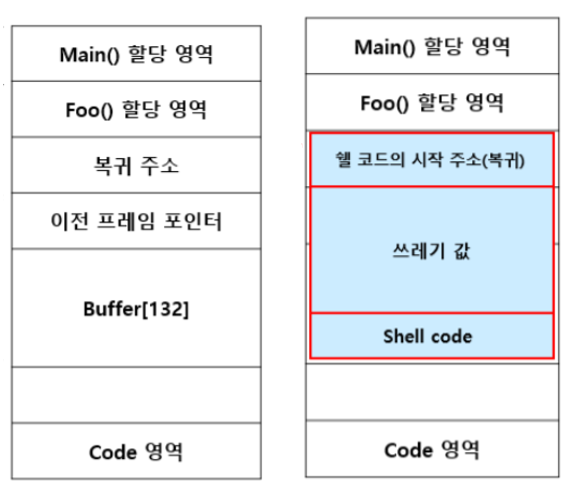 Main() 할당 영역
Foo() 할당 영역
복귀 주소
이전 프레임 포인터
Buffer[132]
Code 영역
Main() 할당 영역
Foo() 할당 영역
쉘 코드의 시작 주소(복귀)
쓰레기 값
Shell code
Code 영역